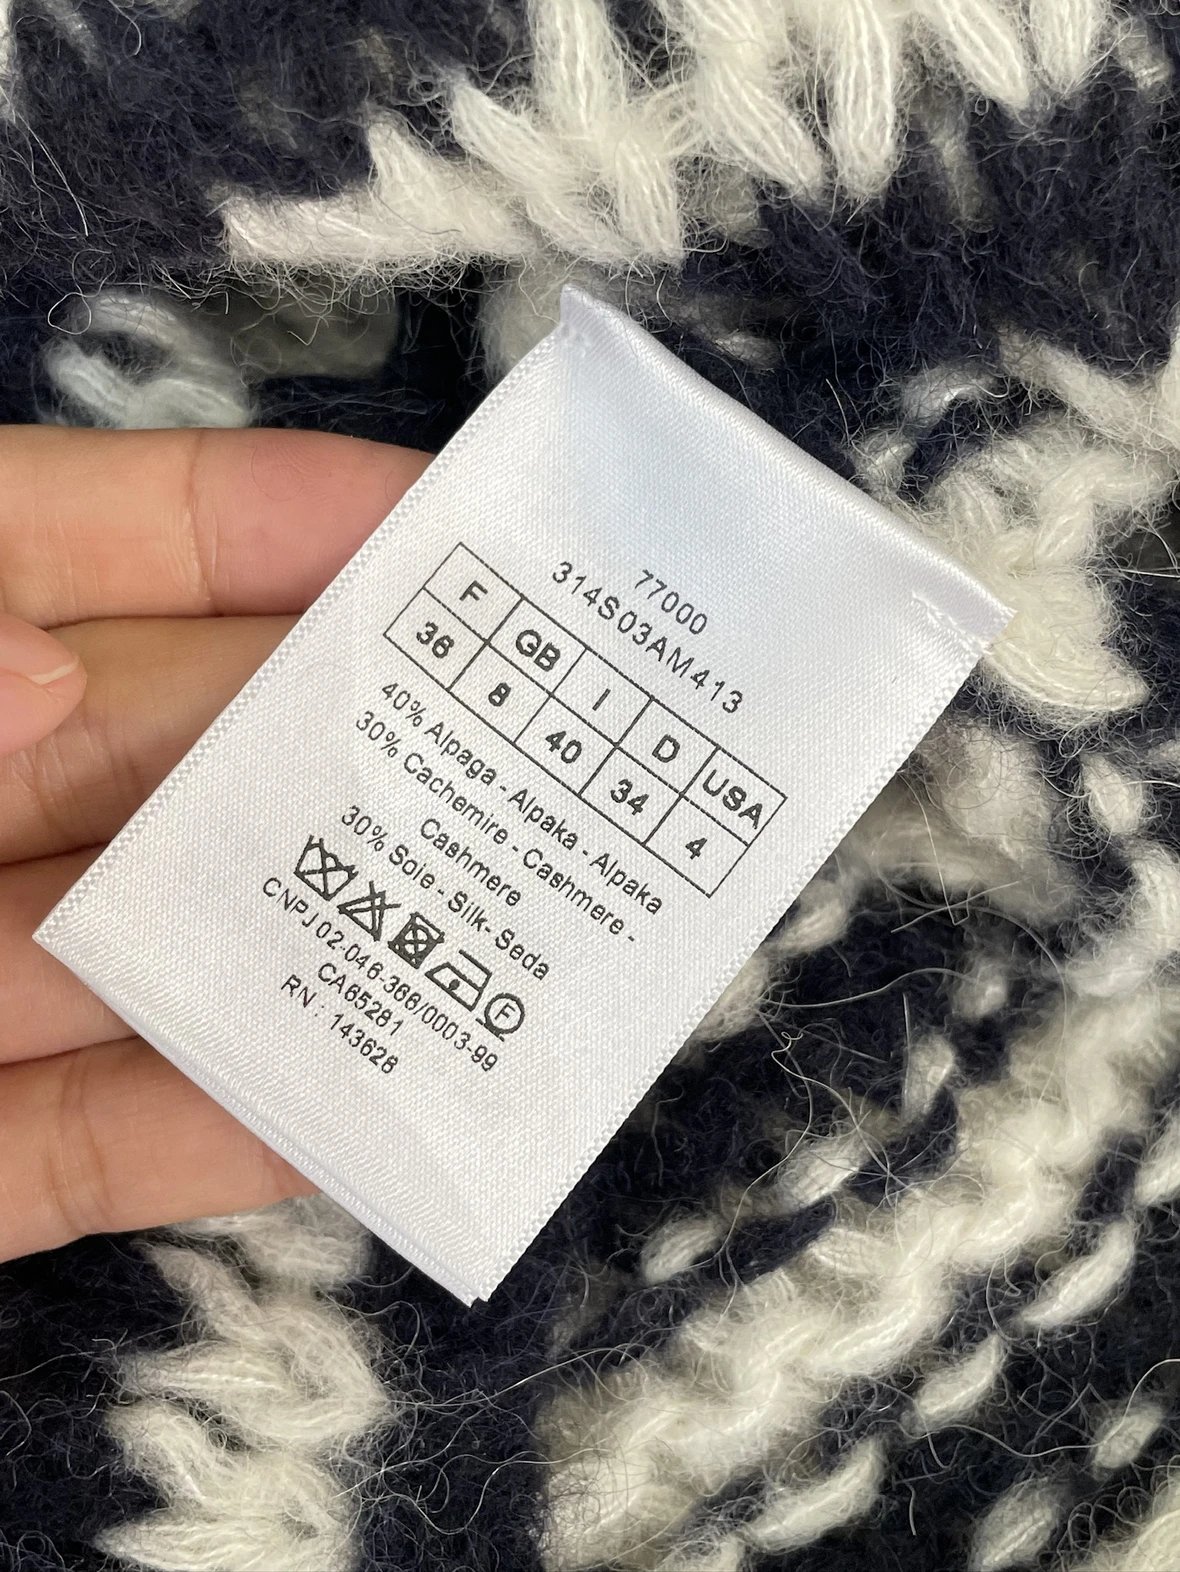 77000
314S03AM413
F GB I D USA
36 8 40 34 4
40% Alpaga - Alpaka - Alpaka
30% Cachemire - Cashmere -
Cashmere
30% Soie - Silk- Seda
F
CNPJ 02-046-366/0003-99
CA65281
RN : 143628